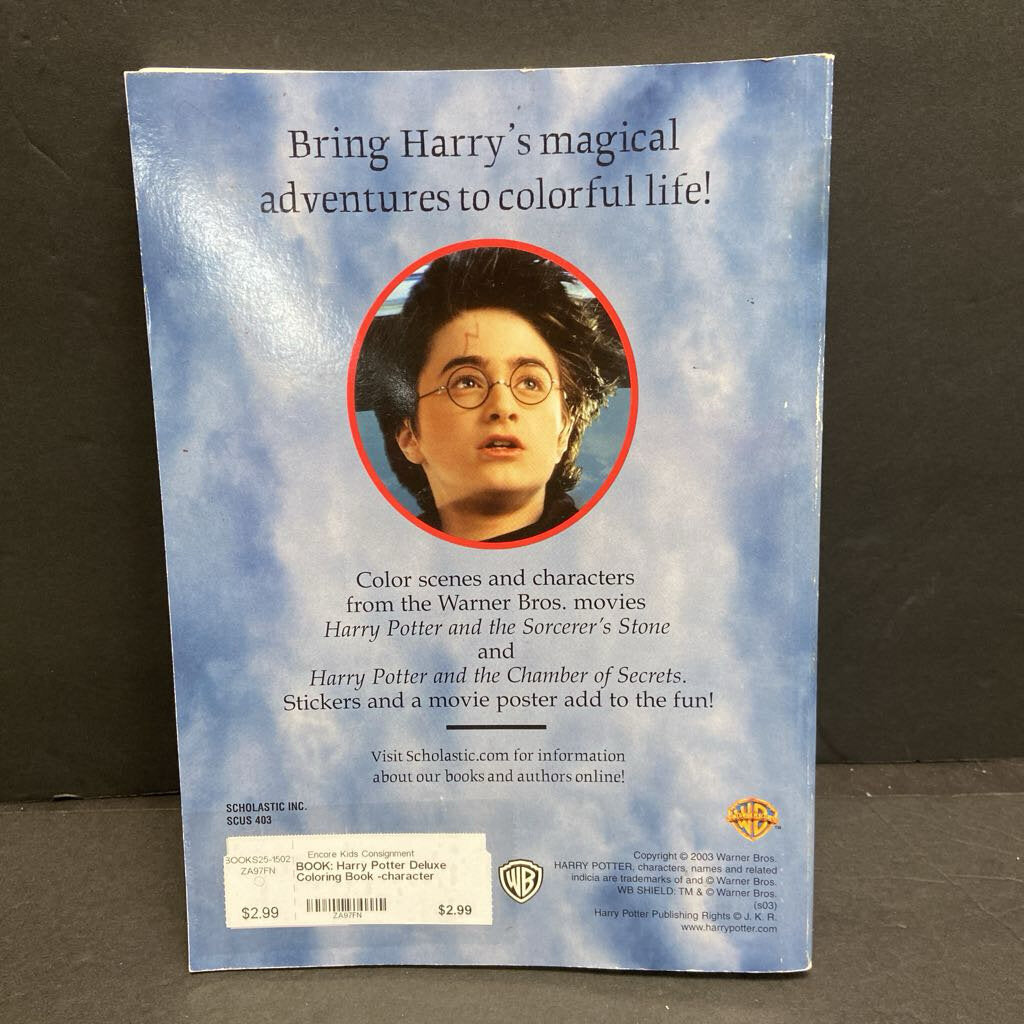 Bring Harry's magical
adventures to colorful life!
Color scenes and characters
from the Warner Bros. movies
Harry Potter and the Sorcerer's Stone
and
Harry Potter and the Chamber of Secrets.
Stickers and a movie poster add to the fun!
Visit Scholastic.com for information
about our books and authors online!
SCHOLASTIC INC.
SCUS 403
BOOKS25-1502
ZA97FN
$2.99
Encore Kids Consignment
BOOK: Harry Potter Deluxe
Coloring Book -character
ZA97FN
$2.99
WB
WB
TM
Copyright © 2003 Warner Bros.
HARRY POTTER, characters, names and related
indicia are trademarks of and © Warner Bros.
WB SHIELD: TM & © Warner Bros.
(s03)
Harry Potter Publishing Rights © J. K. R.
www.harrypotter.com